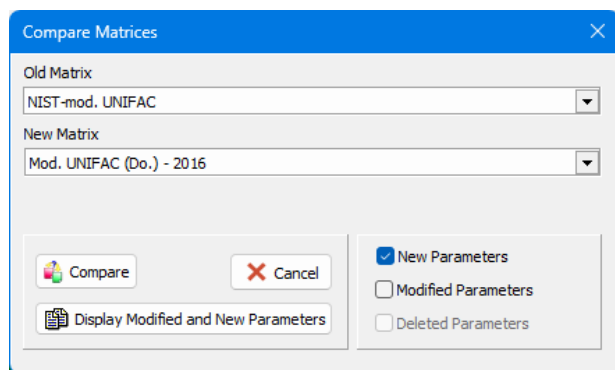 Compare Matrices
Old Matrix
NIST-mod. UNIFAC
New Matrix
Mod. UNIFAC (Do.) - 2016
Compare
Cancel
Display Modified and New Parameters
New Parameters
Modified Parameters
Deleted Parameters